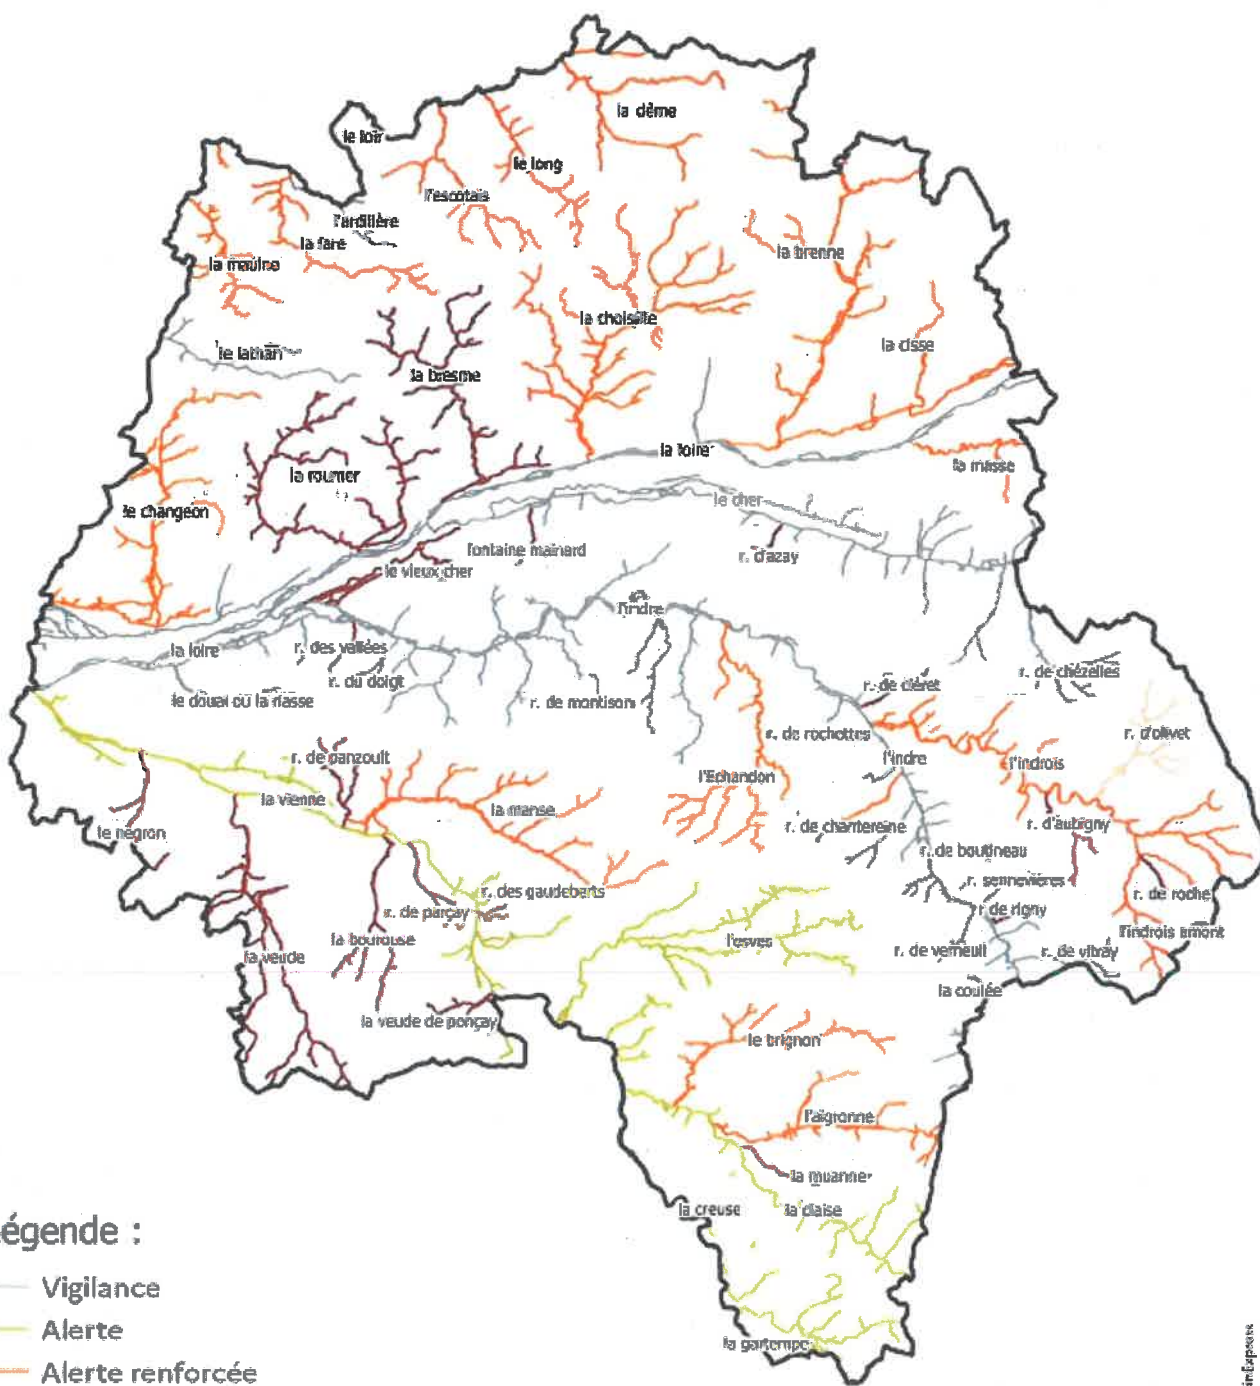 la dême
le loir
le long
l'escotais
l'ardillère
la fare
la maulne
la brenne
la choisille
la cisse
le lathan
la bresme
la loire
la masse
la roumer
le cher
le changeon
fontaine mainard
r. d'azay
le vieux cher
l'indre
la loire
r. des vallées
r. du doigt
r. de chézelles
r. de cléret
le douai ou la riasse
r. de montison
r. de rochettes
r. d'olivet
r. de panzoult
l'indre
l'indrois
l'Echandon
la vienne
la manse
le négron
r. de chantereine
r. d'aubigny
r. de boutineau
r. sennevières
r. des gaudeberts
r. de roche
r. de parçay
r de rigny
la bourouse
l'esves
l'indrois amont
r. de verneuil
r. de vitray
la veude
la coulée
la veude de ponçay
le brignon
l'aigronne
la muanne
la creuse
la claise
égende :
Vigilance
Alerte
la gartempe
Alerte renforcée